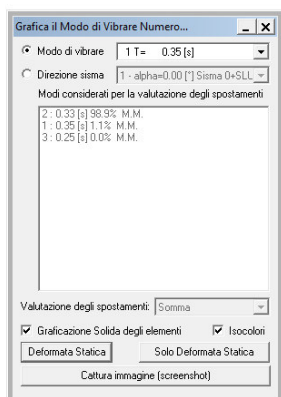 Grafica il Modo di Vibrare Numero...
Modo di vibrare 1 T= 0.35 [s]
Direzione sisma 1 - alpha=0.00 [°] Sisma 0+SLL
Modi considerati per la valutazione degli spostamenti
2 : 0.33 [s] 98.9% M.M.
1 : 0.35 [s] 1.1% M.M.
3 : 0.25 [s] 0.0% M.M.
Valutazione degli spostamenti: Somma
Graficazione Solida degli elementi Isocolori
Deformata Statica Solo Deformata Statica
Cattura immagine (screenshot)